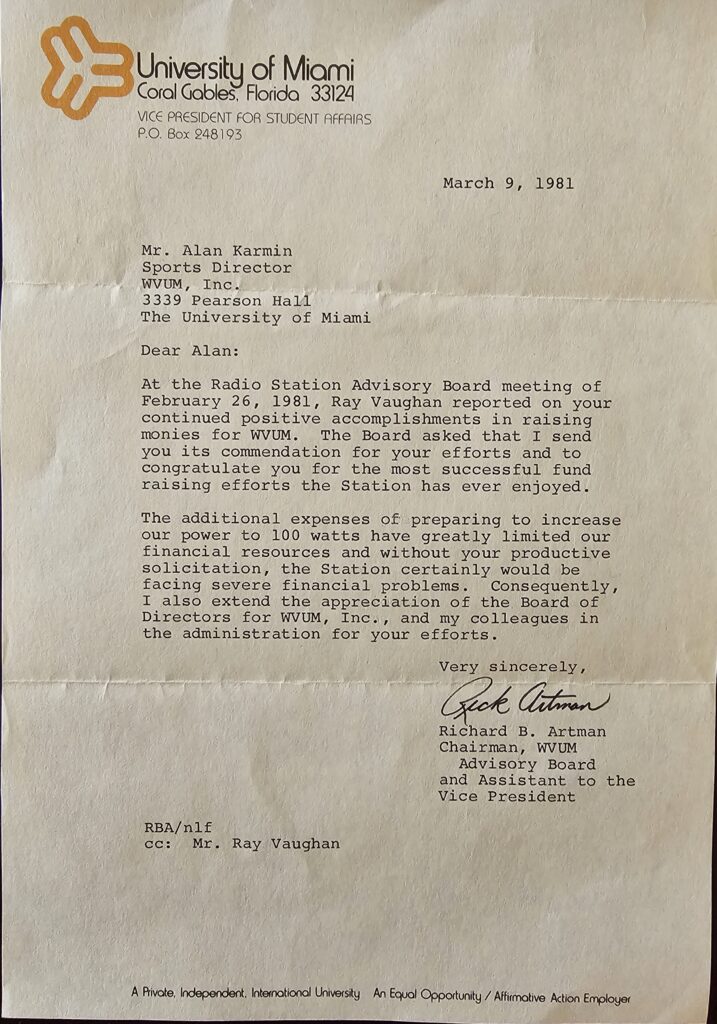 University of Miami
Coral Gables, Florida 33124
VICE PRESIDENT FOR STUDENT AFFAIRS
P.O. Box 248193
March 9, 1981
Mr. Alan Karmin
Sports Director
WVUM, Inc.
3339 Pearson Hall
The University of Miami
Dear Alan:
At the Radio Station Advisory Board meeting of
February 26, 1981, Ray Vaughan reported on your
continued positive accomplishments in raising
monies for WVUM.  The Board asked that I send
you its commendation for your efforts and to
congratulate you for the most successful fund
raising efforts the Station has ever enjoyed.
The additional expenses of preparing to increase
our power to 100 watts have greatly limited our
financial resources and without your productive
solicitation, the Station certainly would be
facing severe financial problems.  Consequently,
I also extend the appreciation of the Board of
Directors for WVUM, Inc., and my colleagues in
the administration for your efforts.
Very sincerely,
Rick Artman
Richard B. Artman
Chairman, WVUM
Advisory Board
and Assistant to the
Vice President
RBA/nlf
cc:  Mr. Ray Vaughan
A Private, Independent, International University   An Equal Opportunity / Affirmative Action Employer